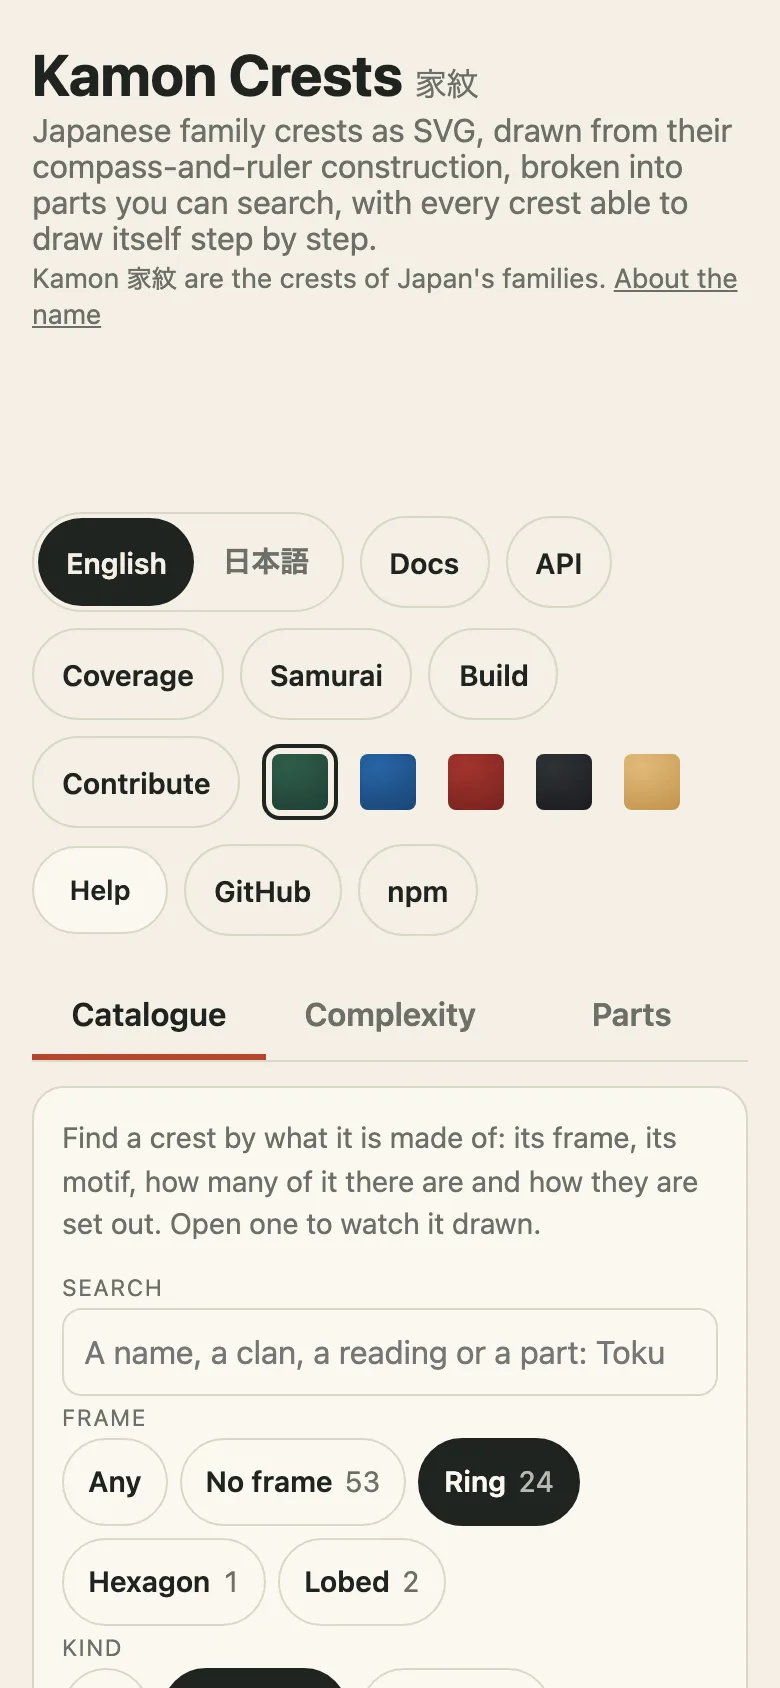 Kamon Crests 家紋
Japanese family crests as SVG, drawn from their
compass-and-ruler construction, broken into
parts you can search, with every crest able to
draw itself step by step.
Kamon 家紋 are the crests of Japan's families. About the
name
English 日本語 Docs API
Coverage Samurai Build
Contribute
Help GitHub npm
Catalogue Complexity Parts
Find a crest by what it is made of: its frame, its
motif, how many of it there are and how they are
set out. Open one to watch it drawn.
SEARCH
A name, a clan, a reading or a part: Toku
FRAME
Any No frame 53 Ring 24
Hexagon 1 Lobed 2
KIND